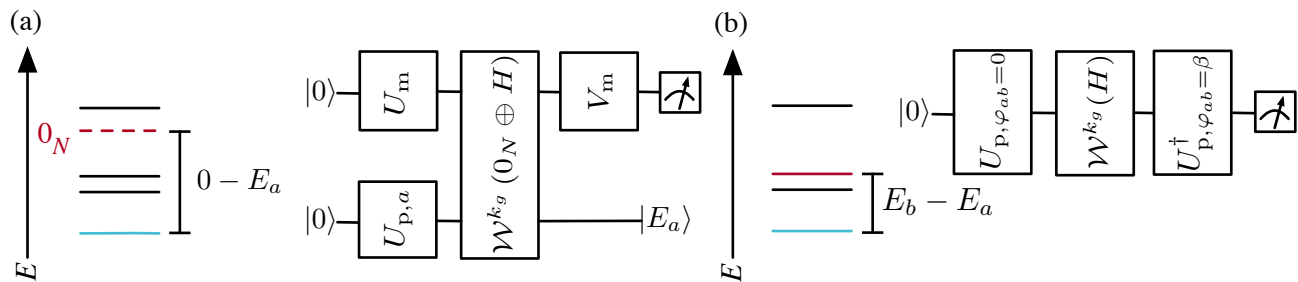 (a)
E
0_N
0 − E_a
|0⟩
U_m
𝒲^{k_g} (0_N ⊕ H)
V_m
|0⟩
U_{p,a}
|E_a⟩
(b)
E
E_b − E_a
|0⟩
U_{p,φ_{ab}=0}
𝒲^{k_g} (H)
U^†_{p,φ_{ab}=β}